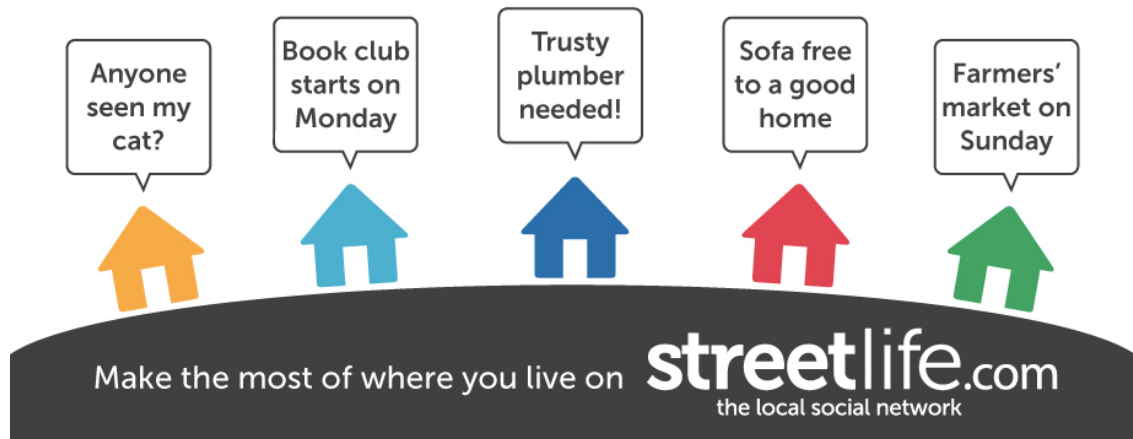 Anyone
seen my
cat?
Book club
starts on
Monday
Trusty
plumber
needed!
Sofa free
to a good
home
Farmers’
market on
Sunday
Make the most of where you live on streetlife.com
the local social network